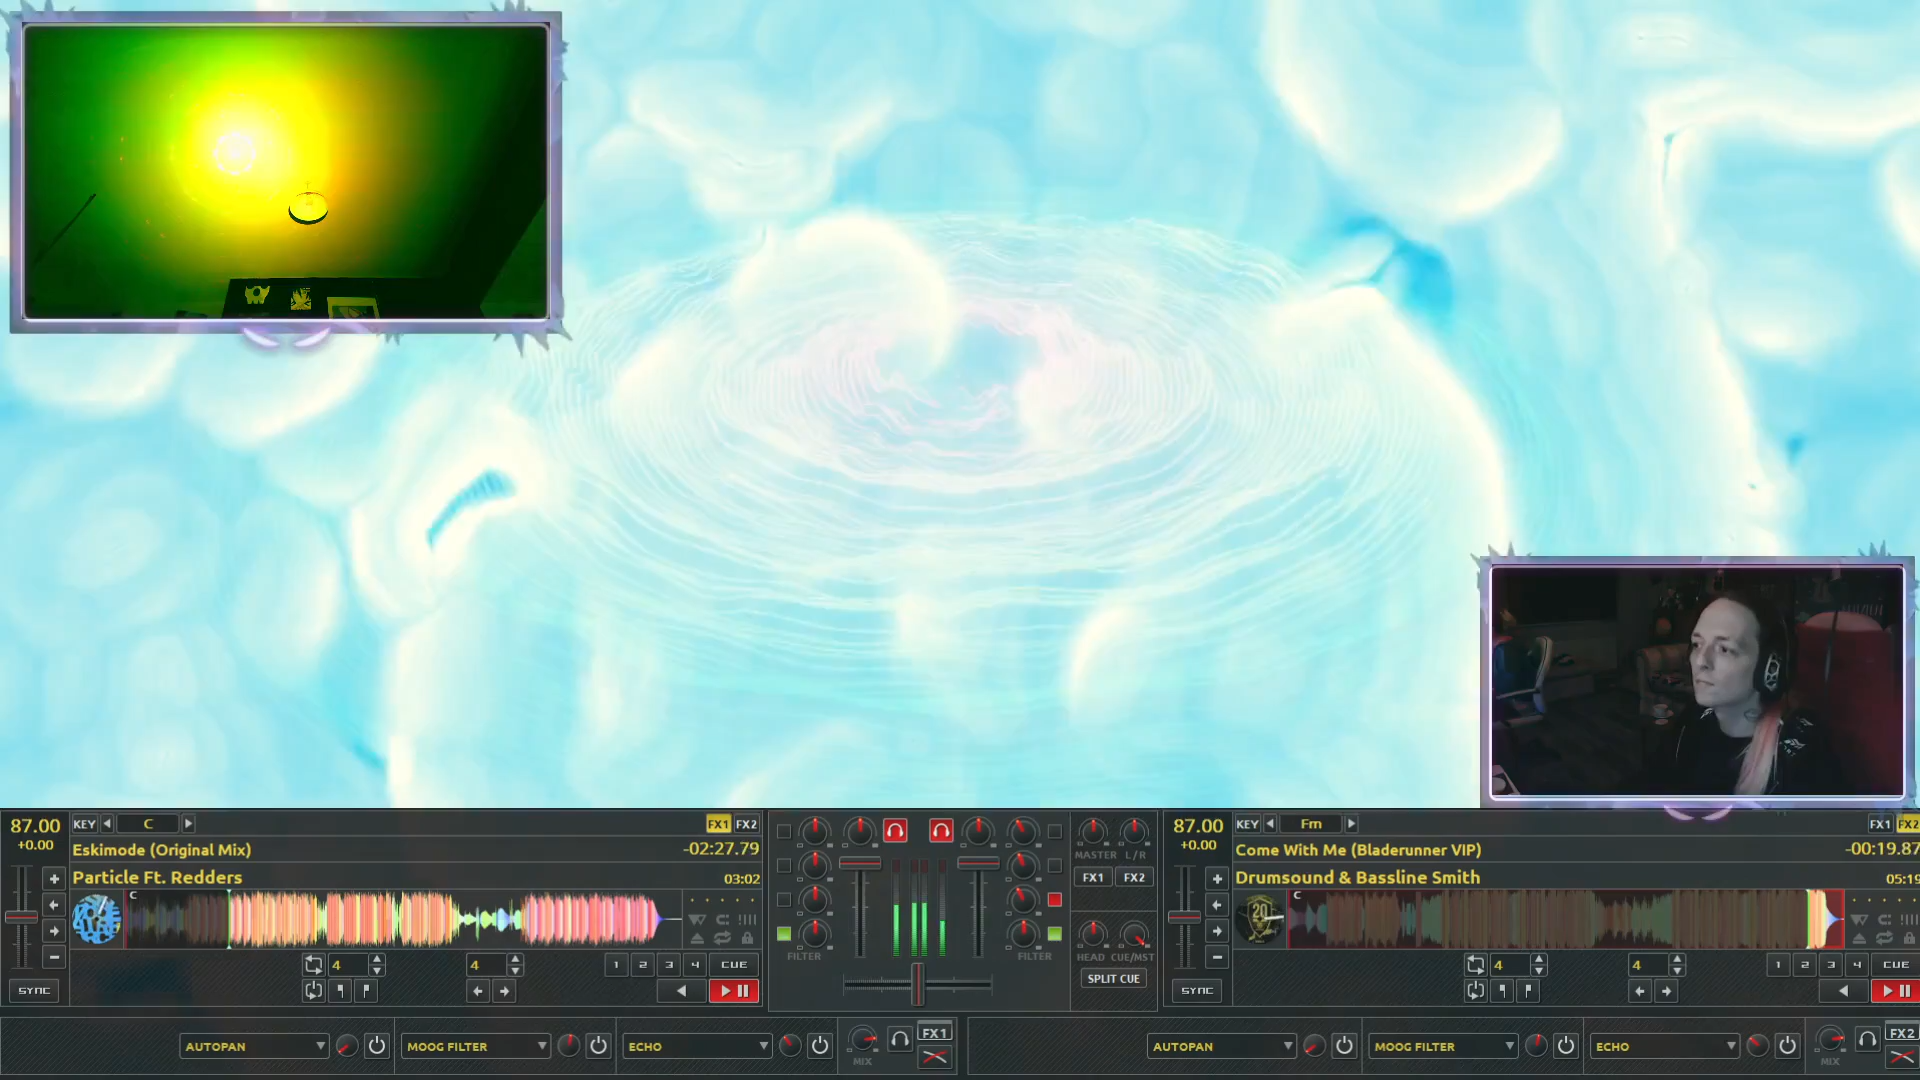 87.00
+0.00
KEY C FX1 FX2
Eskimode (Original Mix) -02:27.79
Particle Ft. Redders 03:02
C
4 4 1 2 3 4 CUE
SYNC
FILTER FILTER
MASTER L/R
FX1 FX2
HEAD CUE/MST
SPLIT CUE
87.00
+0.00
KEY Fm FX1 FX2
Come With Me (Bladerunner VIP) -00:19.87
Drumsound & Bassline Smith 05:19
20
C
4 4 1 2 3 4 CUE
SYNC
AUTOPAN MOOG FILTER ECHO MIX FX1
AUTOPAN MOOG FILTER ECHO MIX FX2